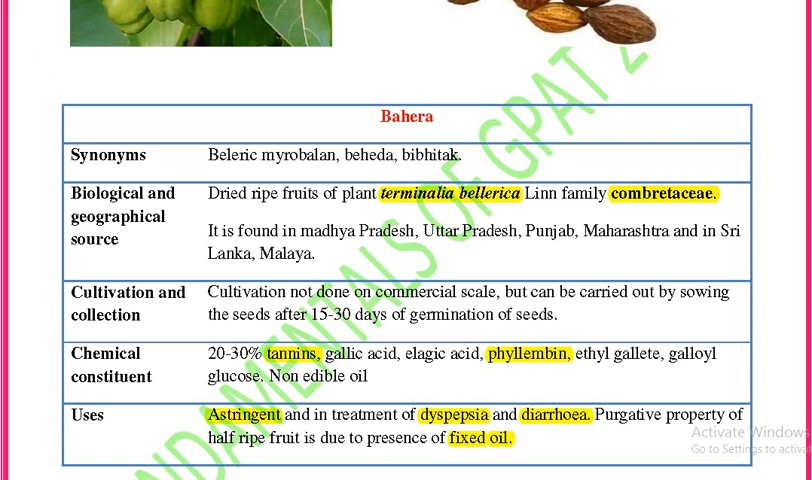 Bahera
Synonyms Beleric myrobalan, beheda, bibhitak.
Biological and geographical source Dried ripe fruits of plant terminalia bellerica Linn family combretaceae.
It is found in madhya Pradesh, Uttar Pradesh, Punjab, Maharashtra and in Sri
Lanka, Malaya.
Cultivation and collection Cultivation not done on commercial scale, but can be carried out by sowing
the seeds after 15-30 days of germination of seeds.
Chemical constituent 20-30% tannins, gallic acid, elagic acid, phyllembin, ethyl gallete, galloyl
glucose. Non edible oil
Uses Astringent and in treatment of dyspepsia and diarrhoea. Purgative property of
half ripe fruit is due to presence of fixed oil.
NDAMENTALS OF GPAT 2
Activate Windows
Go to Settings to activa